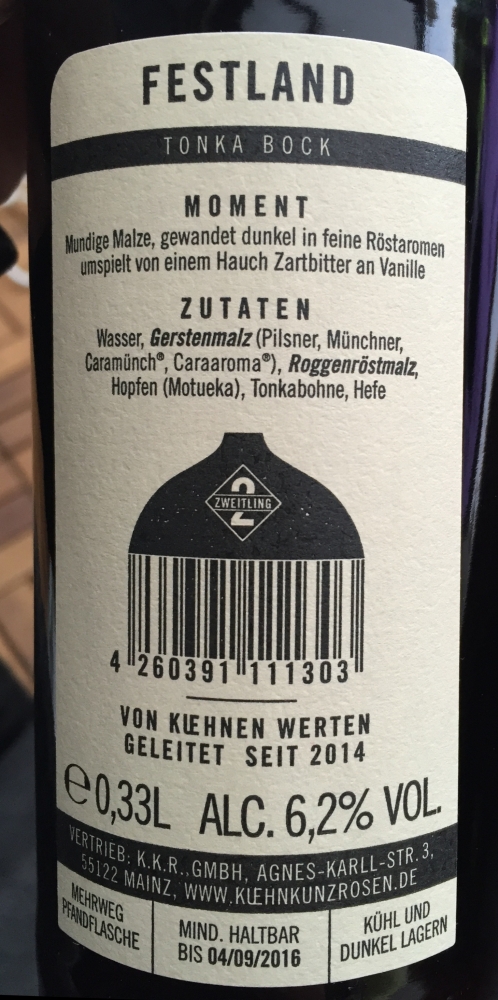 FESTLAND
TONKA BOCK
MOMENT
Mundige Malze, gewandet dunkel in feine Röstaromen
umspielt von einem Hauch Zartbitter an Vanille
ZUTATEN
Wasser, Gerstenmalz (Pilsner, Münchner,
Caramünch®, Caraaroma®), Roggenröstmalz,
Hopfen (Motueka), Tonkabohne, Hefe
2
ZWEITLING
4 260391 111303
VON KUEHNEN WERTEN
GELEITET SEIT 2014
℮ 0,33L ALC. 6,2% VOL.
VERTRIEB: K.K.R..GMBH, AGNES-KARLL-STR. 3,
55122 MAINZ, WWW.KUEHNKUNZROSEN.DE
MEHRWEG
PFANDFLASCHE
MIND. HALTBAR
BIS 04/09/2016
KÜHL UND
DUNKEL LAGERN